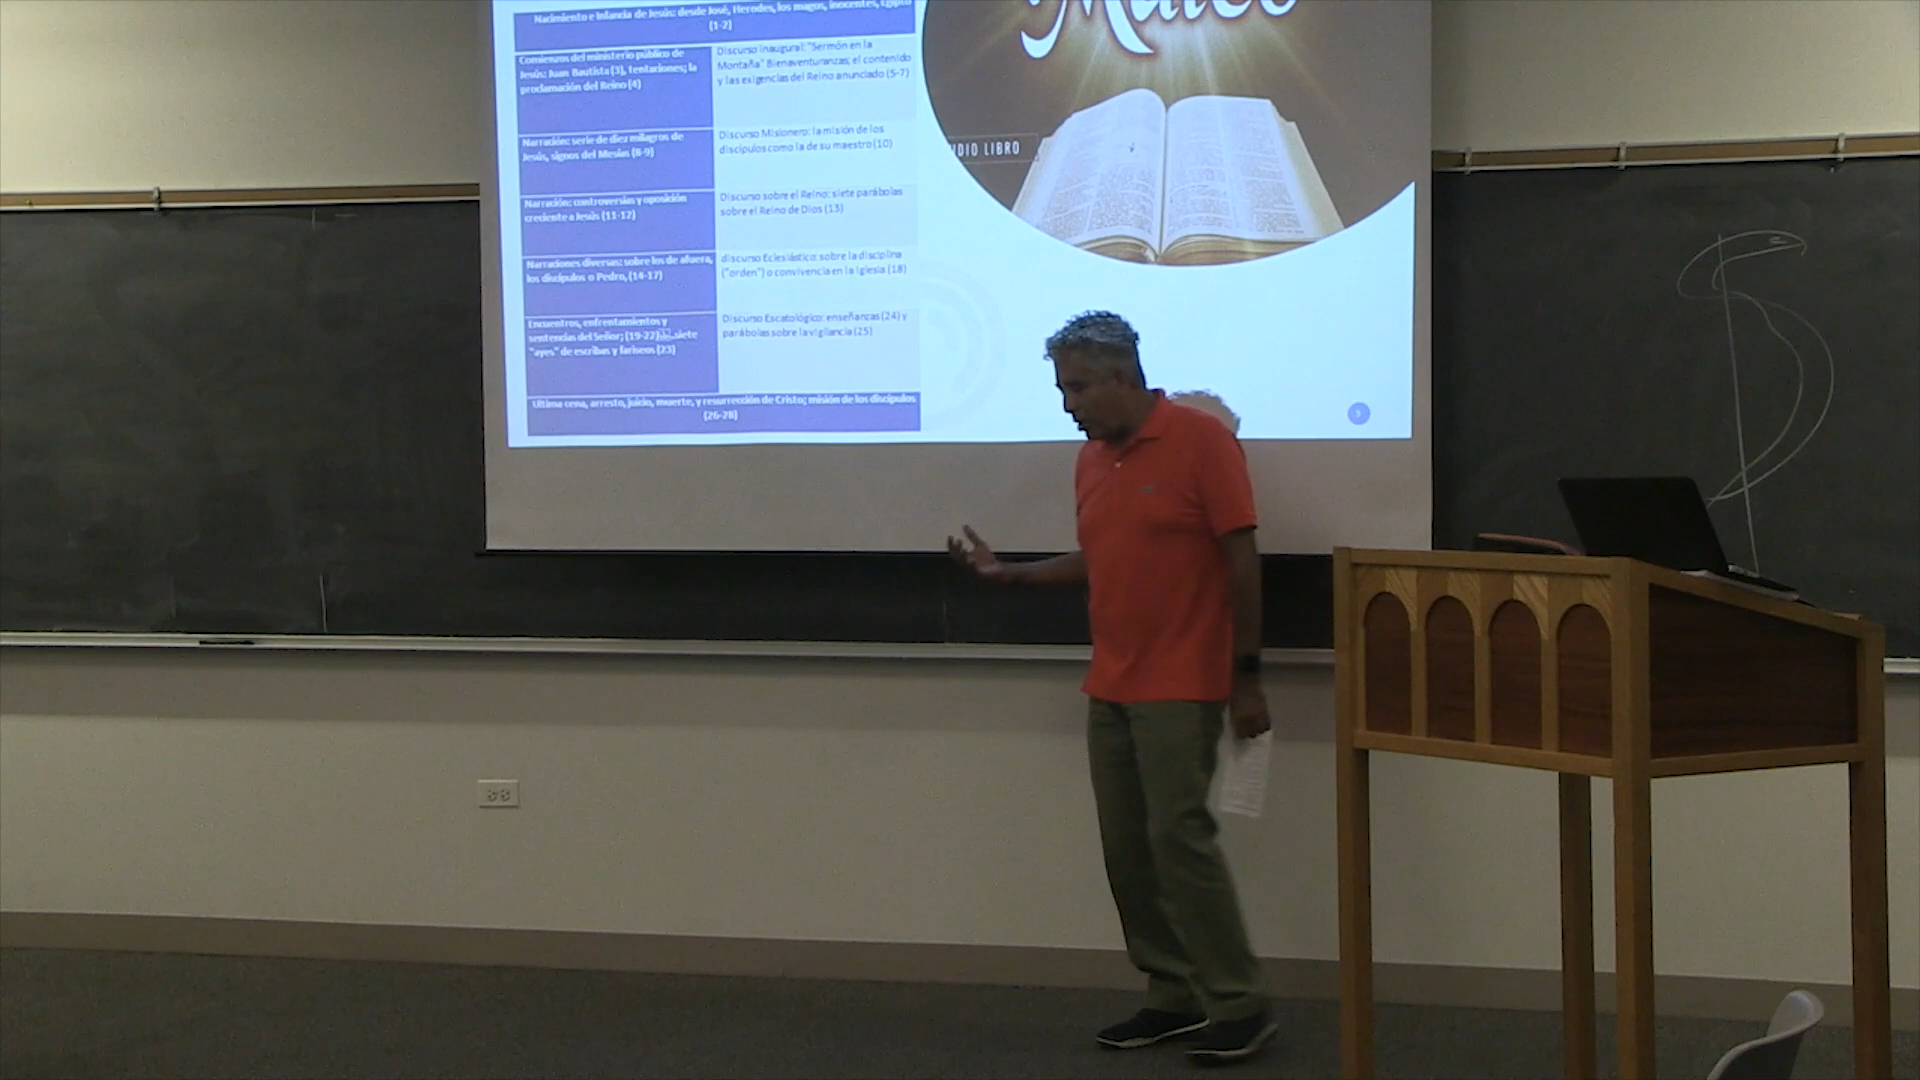 Nacimiento e Infancia de Jesús: desde José, Herodes, los magos, inocentes, Egipto
(1-2)
Comienzos del ministerio público de
Jesús: Juan Bautista (3), tentaciones; la
proclamación del Reino (4)
Discurso inaugural: "Sermón en la
Montaña" Bienaventuranzas; el contenido
y las exigencias del Reino anunciado (5-7)
Narración: serie de diez milagros de
Jesús, signos del Mesías (8-9)
Discurso Misionero: la misión de los
discípulos como la de su maestro (10)
Narración: controversias y oposición
creciente a Jesús (11-12)
Discurso sobre el Reino: siete parábolas
sobre el Reino de Dios (13)
Narraciones diversas: sobre los de afuera,
los discípulos o Pedro, (14-17)
discurso Eclesiástico: sobre la disciplina
("orden") o convivencia en la Iglesia (18)
Encuentros, enfrentamientos y
sentencias del Señor; (19-22) siete
"ayes" de escribas y fariseos (23)
Discurso Escatológico: enseñanzas (24) y
parábolas sobre la vigilancia (25)
Ultima cena, arresto, juicio, muerte, y resurrección de Cristo; misión de los discípulos
(26-28)
Mateo
UDIO LIBRO